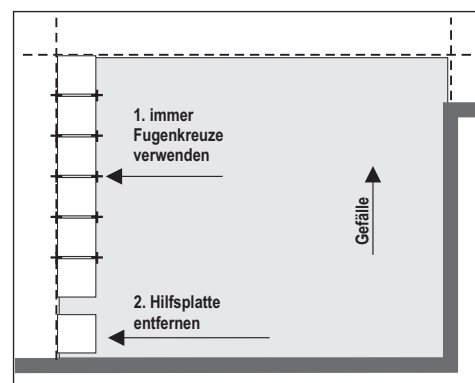 1. immer
Fugenkreuze
verwenden
Gefälle
2. Hilfsplatte
entfernen